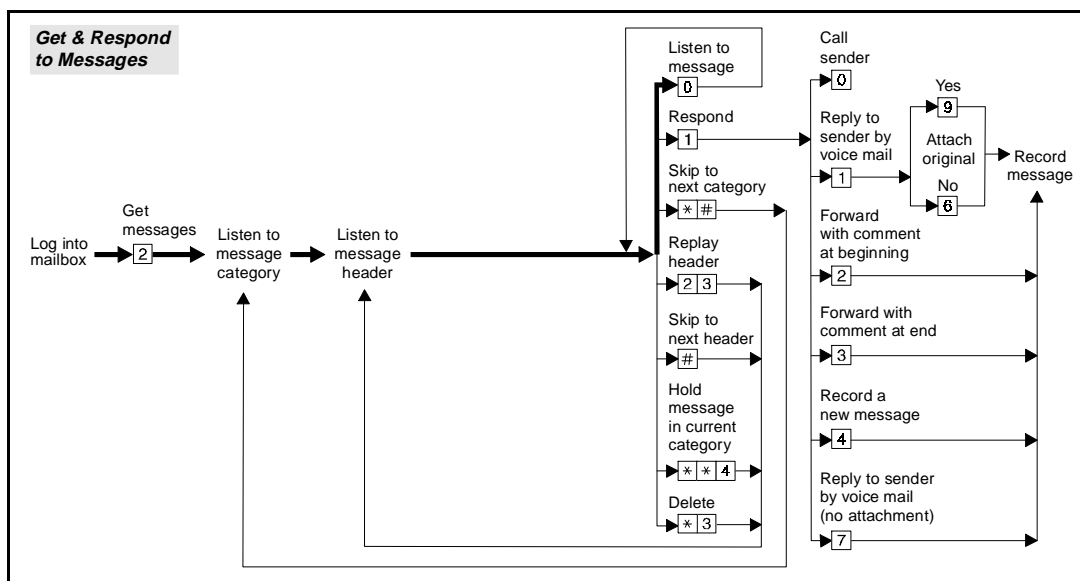 Get & Respond
to Messages
Log into
mailbox
Get
messages
2
Listen to
message
category
Listen to
message
header
Listen to
message
0
Respond
1
Skip to
next category
* #
Replay
header
2 3
Skip to
next header
#
Hold
message
in current
category
* * 4
Delete
* 3
Call
sender
0
Reply to
sender by
voice mail
1
Yes
9
Attach
original
No
6
Record
message
Forward
with comment
at beginning
2
Forward with
comment at end
3
Record a
new message
4
Reply to sender
by voice mail
(no attachment)
7